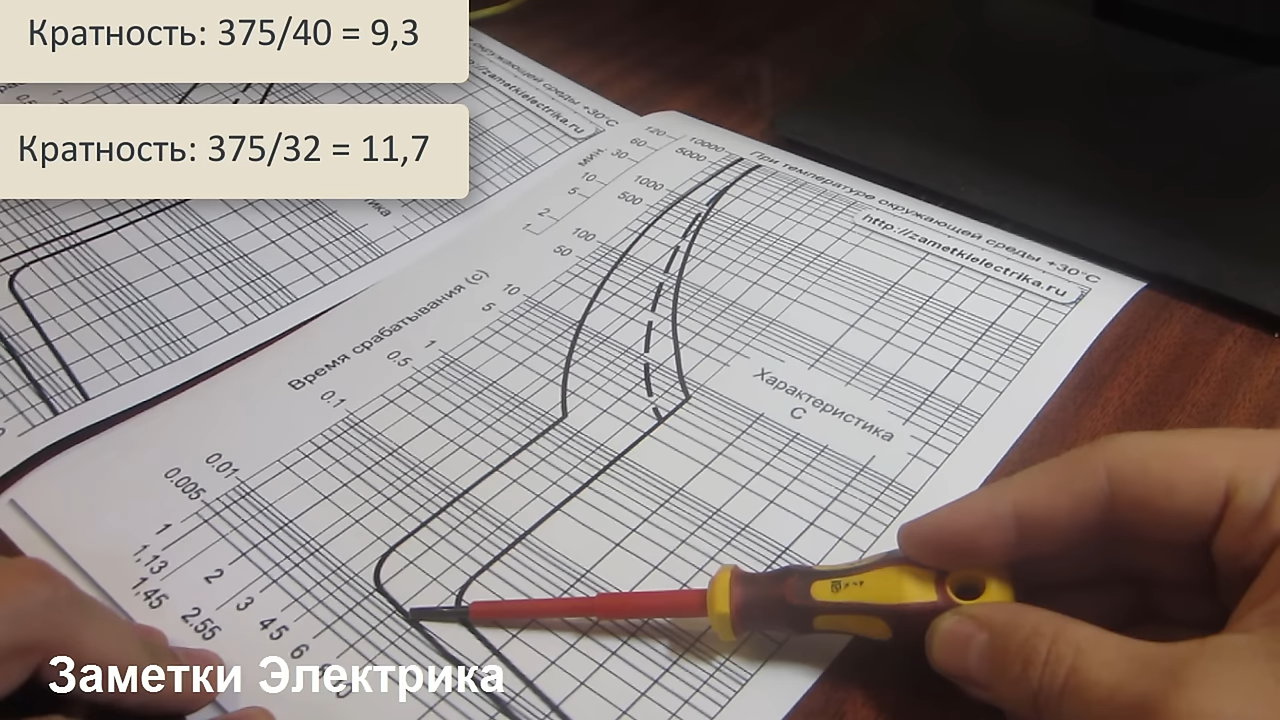 Кратность: 375/40 = 9,3
Кратность: 375/32 = 11,7
окружающей среды +30°C
http://zametkielectrika.ru
При температуре окружающей среды +30°C
http://zametkielectrika.ru
мин.
120
60
30
10
5
2
1
10000
5000
1000
500
100
50
10
5
1
0.5
0.1
0.01
0.005
Время срабатывания (с)
Характеристика
С
1
1.13
1.45
2
2.55
3
4
5
6
Заметки Электрика